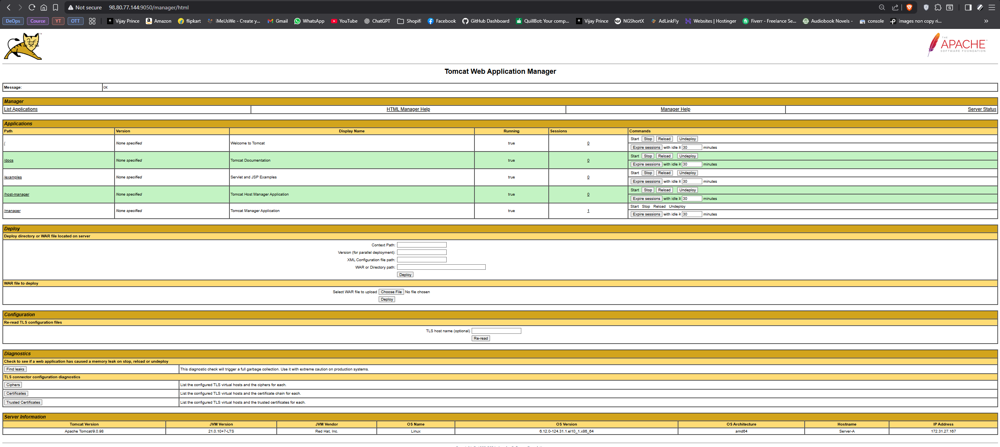 Not secure 98.80.77.144:9050/manager/html
DeOps Cource YT OTT Vijay Prince Amazon flipkart iMeUsWe - Create y... Gmail WhatsApp YouTube ChatGPT Shopifi Facebook GitHub Dashboard QuillBot: Your comp... Vijay Prince NGShortX AdLinkFly Websites | Hostinger Fiverr - Freelance Se... Audiobook Novels - console images non copy ri... »
THE
APACHE
SOFTWARE FOUNDATION
Tomcat Web Application Manager
Message: OK
Manager
List Applications HTML Manager Help Manager Help Server Status
Applications
Path Version Display Name Running Sessions Commands
Start Stop Reload Undeploy
/ None specified Welcome to Tomcat true 0
Expire sessions with idle ≥ 30 minutes
Start Stop Reload Undeploy
/docs None specified Tomcat Documentation true 0
Expire sessions with idle ≥ 30 minutes
Start Stop Reload Undeploy
/examples None specified Servlet and JSP Examples true 0
Expire sessions with idle ≥ 30 minutes
Start Stop Reload Undeploy
/host-manager None specified Tomcat Host Manager Application true 0
Expire sessions with idle ≥ 30 minutes
Start Stop Reload Undeploy
/manager None specified Tomcat Manager Application true 1
Expire sessions with idle ≥ 30 minutes
Deploy
Deploy directory or WAR file located on server
Context Path:
Version (for parallel deployment):
XML Configuration file path:
WAR or Directory path:
Deploy
WAR file to deploy
Select WAR file to upload Choose File No file chosen
Deploy
Configuration
Re-read TLS configuration files
TLS host name (optional)
Re-read
Diagnostics
Check to see if a web application has caused a memory leak on stop, reload or undeploy
Find leaks This diagnostic check will trigger a full garbage collection. Use it with extreme caution on production systems.
TLS connector configuration diagnostics
Ciphers List the configured TLS virtual hosts and the ciphers for each.
Certificates List the configured TLS virtual hosts and the certificate chain for each.
Trusted Certificates List the configured TLS virtual hosts and the trusted certificates for each.
Server Information
Tomcat Version JVM Version JVM Vendor OS Name OS Version OS Architecture Hostname IP Address
Apache Tomcat/9.0.98 21.0.10+7-LTS Red Hat, Inc. Linux 6.12.0-124.31.1.el10_1.x86_64 amd64 Server-A 172.31.27.167